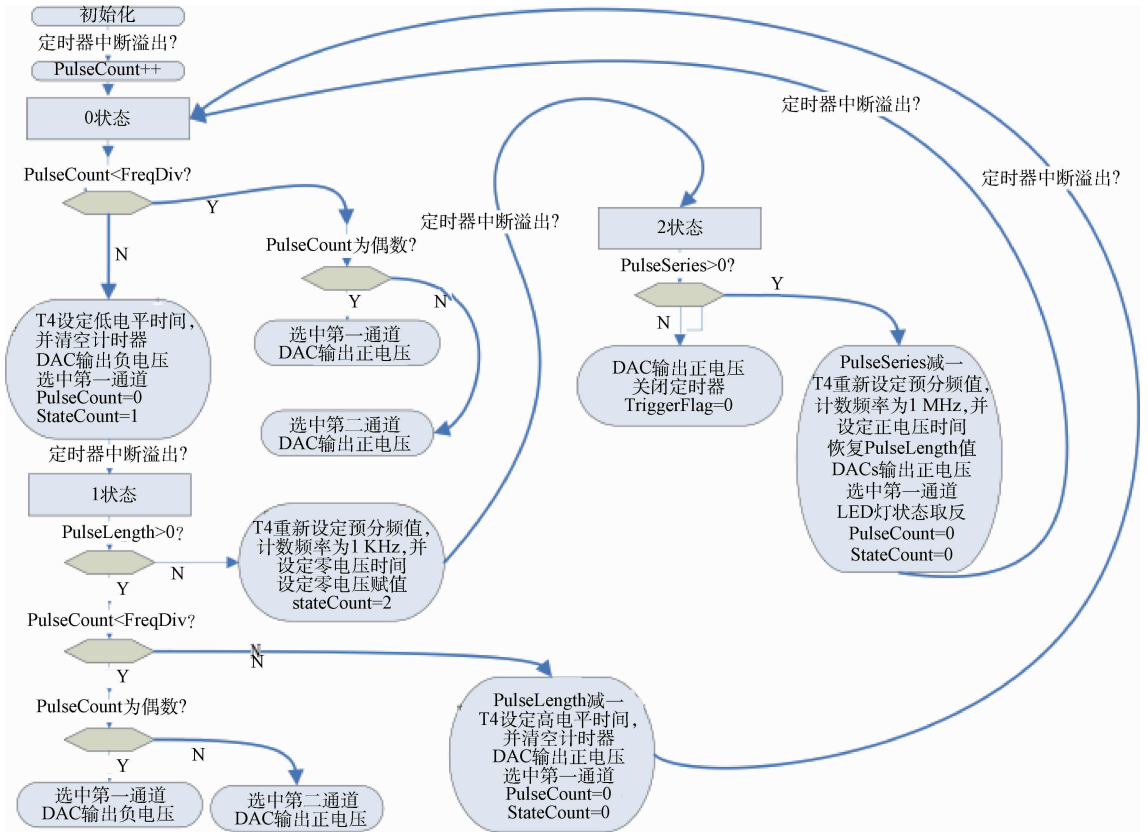 初始化
定时器中断溢出?
PulseCount++
0状态
PulseCount<FreqDiv?
Y
N
PulseCount为偶数?
Y
N
选中第一通道
DAC输出正电压
选中第二通道
DAC输出正电压
T4设定低电平时间,
并清空计时器
DAC输出负电压
选中第一通道
PulseCount=0
StateCount=1
定时器中断溢出?
1状态
PulseLength>0?
N
Y
T4重新设定预分频值,
计数频率为1 KHz,并
设定零电压时间
设定零电压赋值
stateCount=2
定时器中断溢出?
PulseCount<FreqDiv?
N
N
Y
PulseCount为偶数?
N
Y
选中第一通道
DAC输出负电压
选中第二通道
DAC输出正电压
PulseLength减一
T4设定高电平时间,
并清空计时器
DAC输出正电压
选中第一通道
PulseCount=0
StateCount=0
定时器中断溢出?
2状态
PulseSeries>0?
Y
N
DAC输出正电压
关闭定时器
TriggerFlag=0
PulseSeries减一
T4重新设定预分频值,
计数频率为1 MHz,并
设定正电压时间
恢复PulseLength值
DACs输出正电压
选中第一通道
LED灯状态取反
PulseCount=0
StateCount=0
定时器中断溢出?